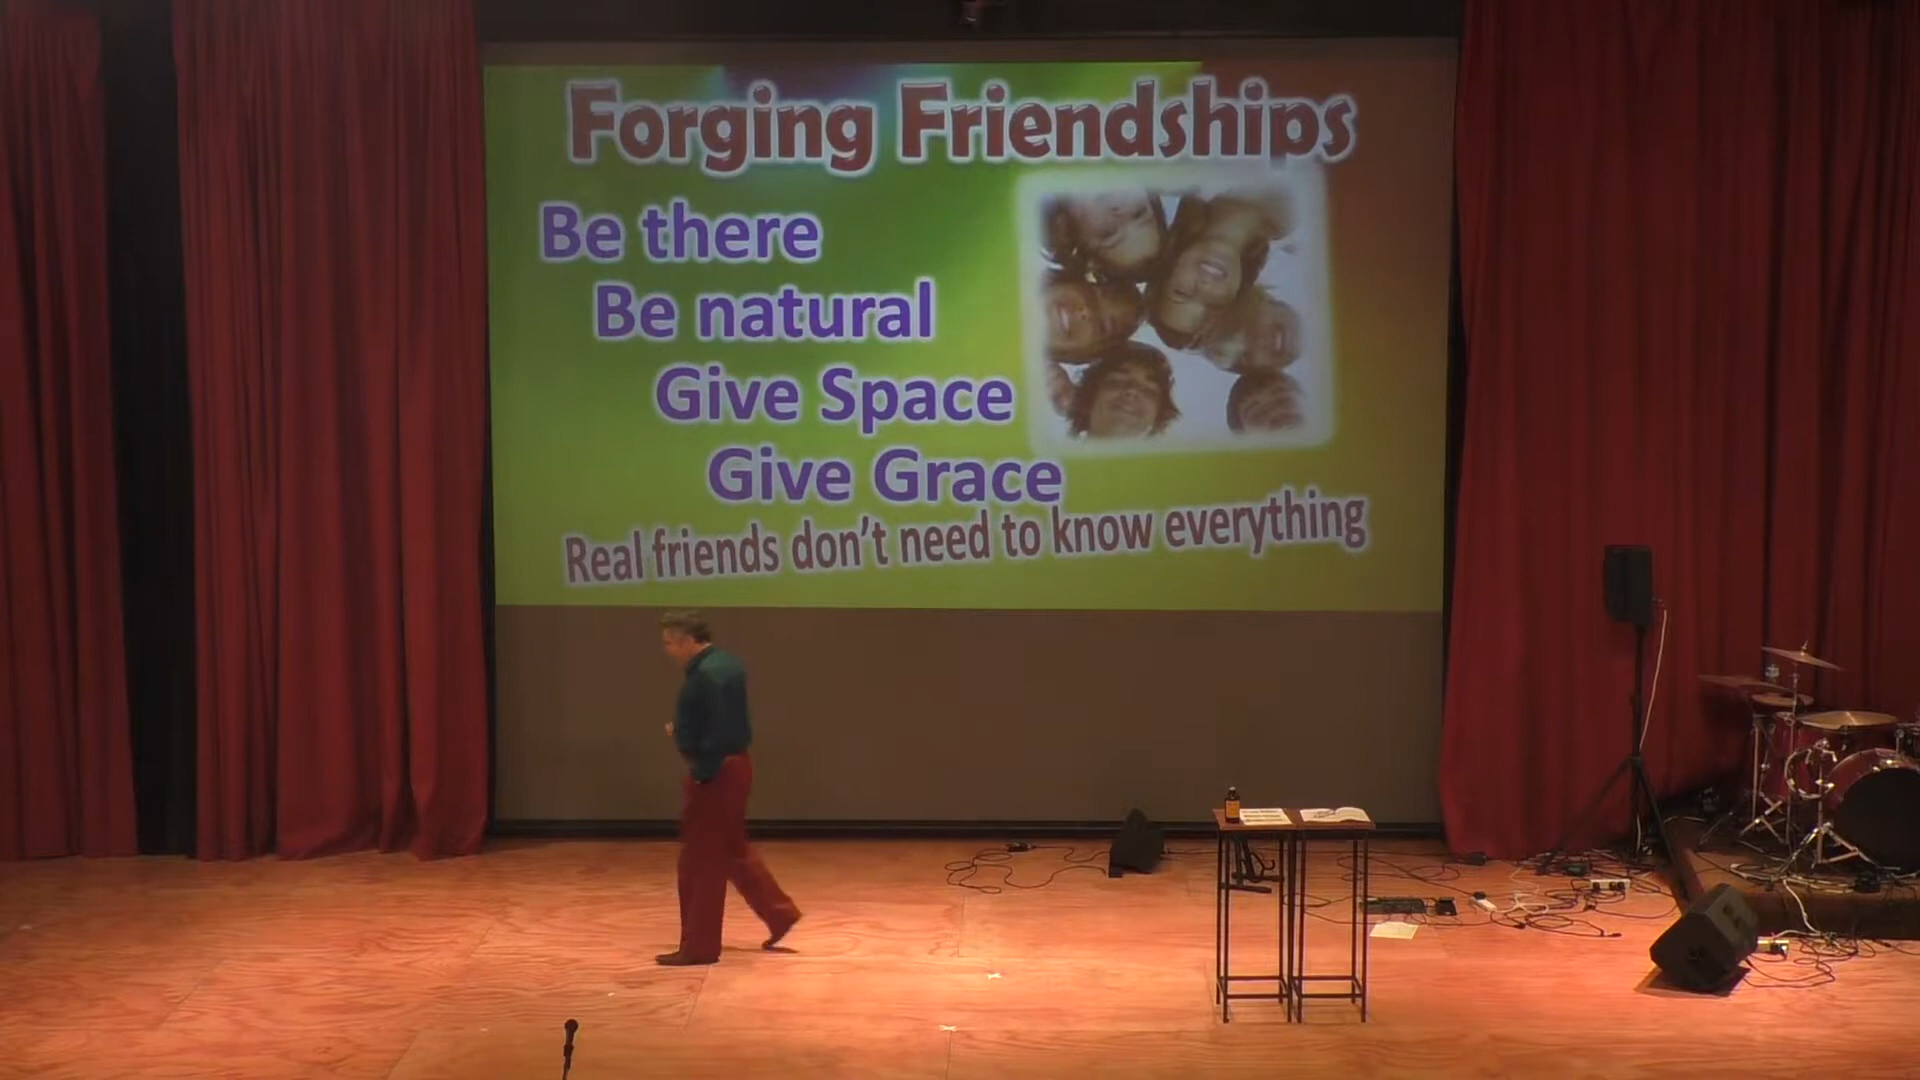 Forging Friendships
Be there
Be natural
Give Space
Give Grace
Real friends don't need to know everything